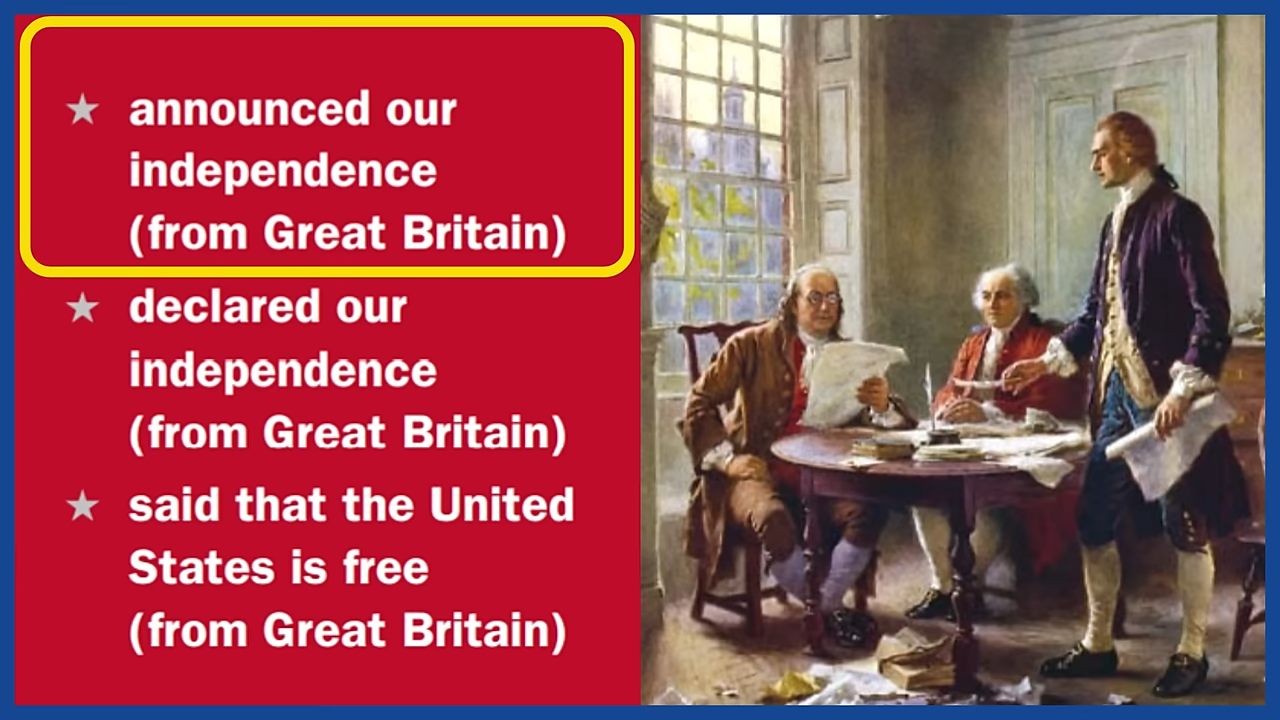 announced our
independence
(from Great Britain)
declared our
independence
(from Great Britain)
said that the United
States is free
(from Great Britain)